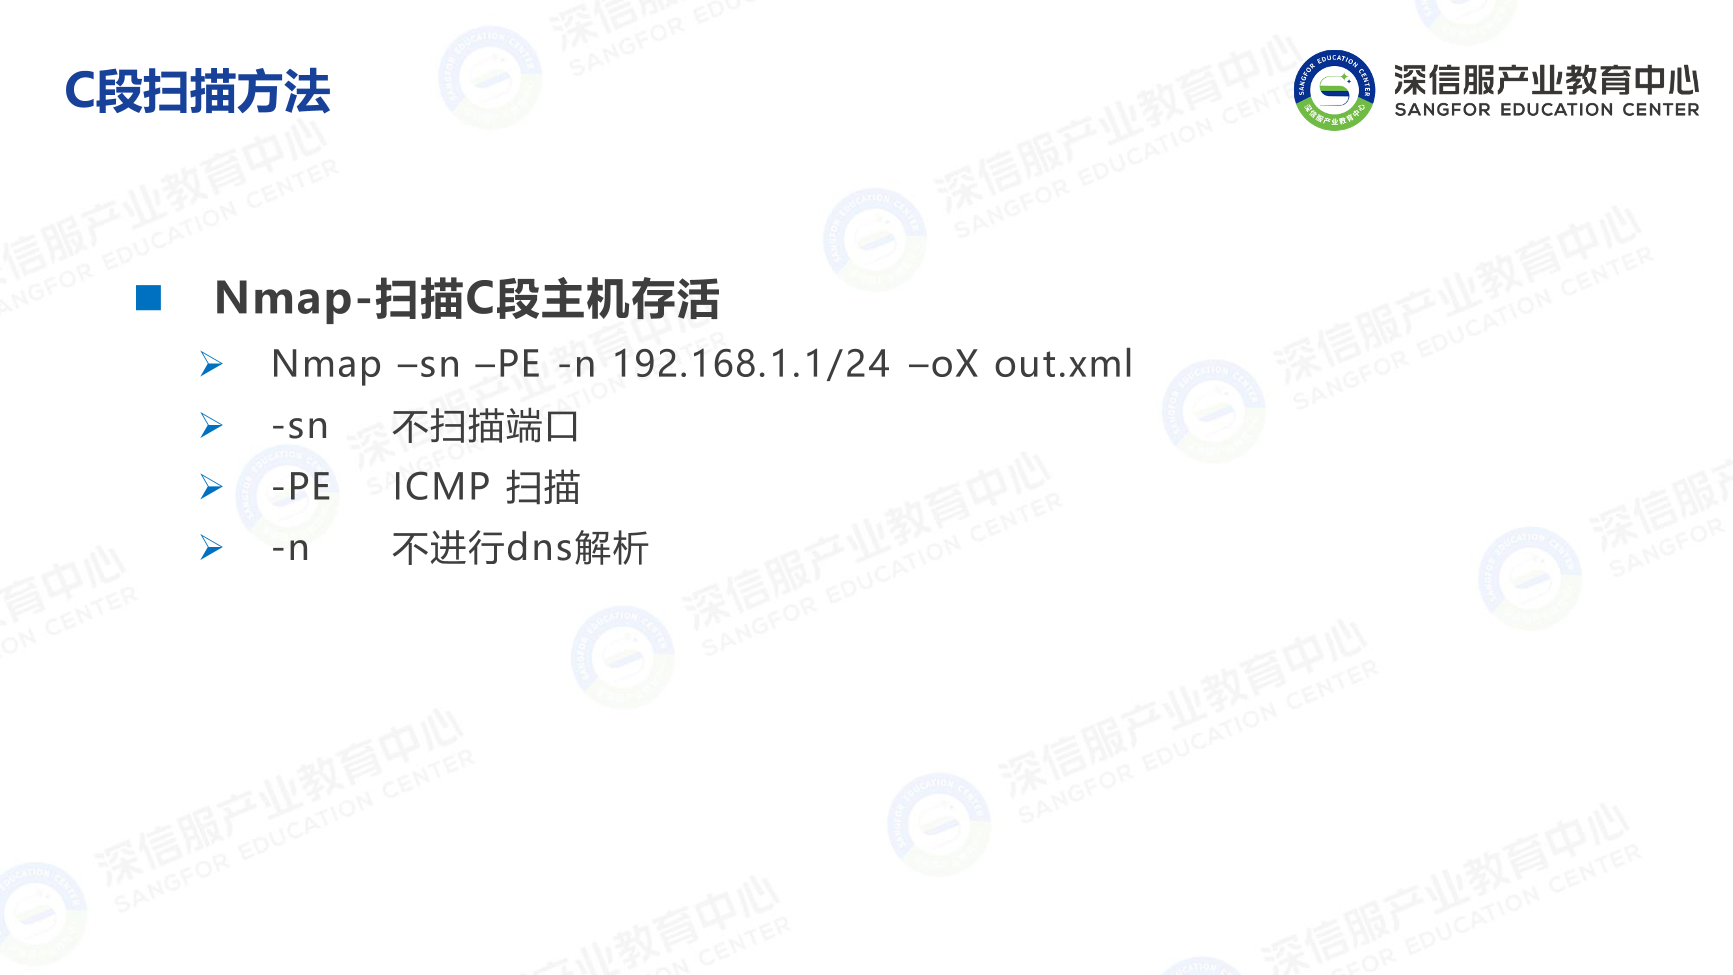 C段扫描方法
深信服产业教育中心
SANGFOR EDUCATION CENTER
Nmap-扫描C段主机存活
Nmap –sn –PE -n 192.168.1.1/24 –oX out.xml
-sn 不扫描端口
-PE ICMP 扫描
-n 不进行dns解析